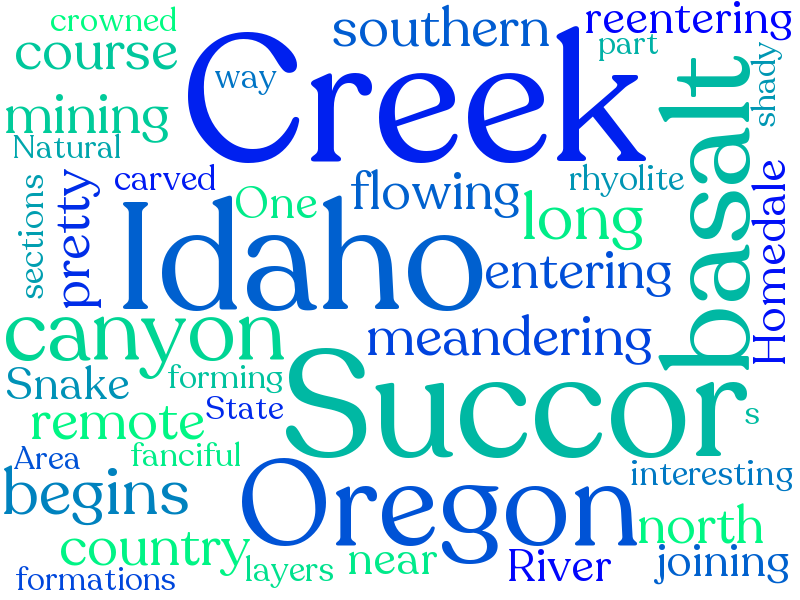 crowned
southern
reentering
course
Creek
part
way
shady
mining
basalt
Natural
carved
flowing
rhyolite
sections
pretty
One
long
Homedale
Idaho
entering
canyon
meandering
Snake
forming
Succor
State
remote
s
Area
fanciful
begins
Oregon
interesting
north
country
layers
near
River
joining
formations